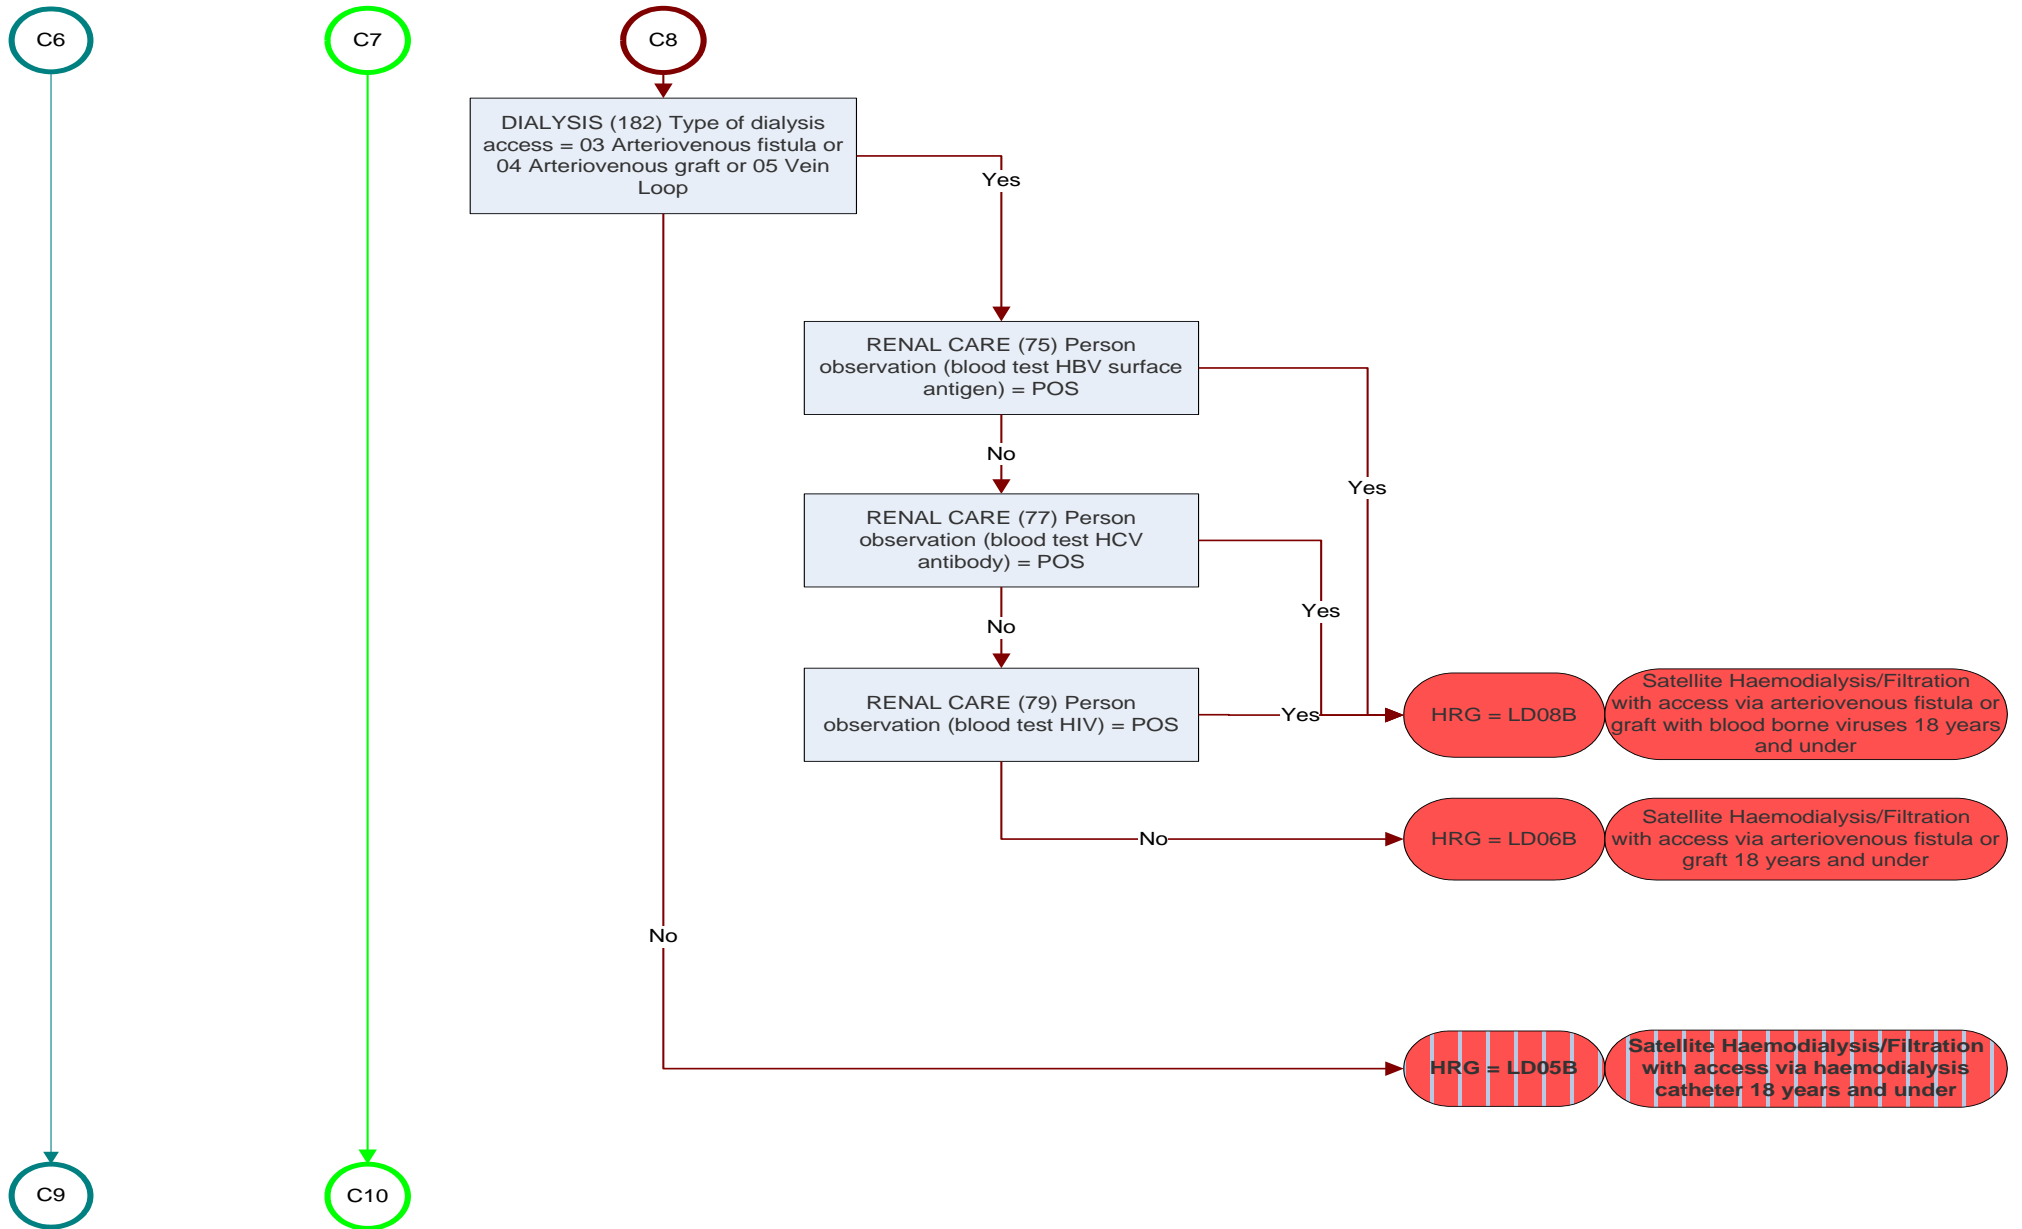 C6
C7
C8
DIALYSIS (182) Type of dialysis
access = 03 Arteriovenous fistula or
04 Arteriovenous graft or 05 Vein
Loop
Yes
RENAL CARE (75) Person
observation (blood test HBV surface
antigen) = POS
No
Yes
RENAL CARE (77) Person
observation (blood test HCV
antibody) = POS
Yes
No
RENAL CARE (79) Person
observation (blood test HIV) = POS
Yes
HRG = LD08B
Satellite Haemodialysis/Filtration
with access via arteriovenous fistula or
graft with blood borne viruses 18 years
and under
No
HRG = LD06B
Satellite Haemodialysis/Filtration
with access via arteriovenous fistula or
graft 18 years and under
No
HRG = LD05B
Satellite Haemodialysis/Filtration
with access via haemodialysis
catheter 18 years and under
C9
C10